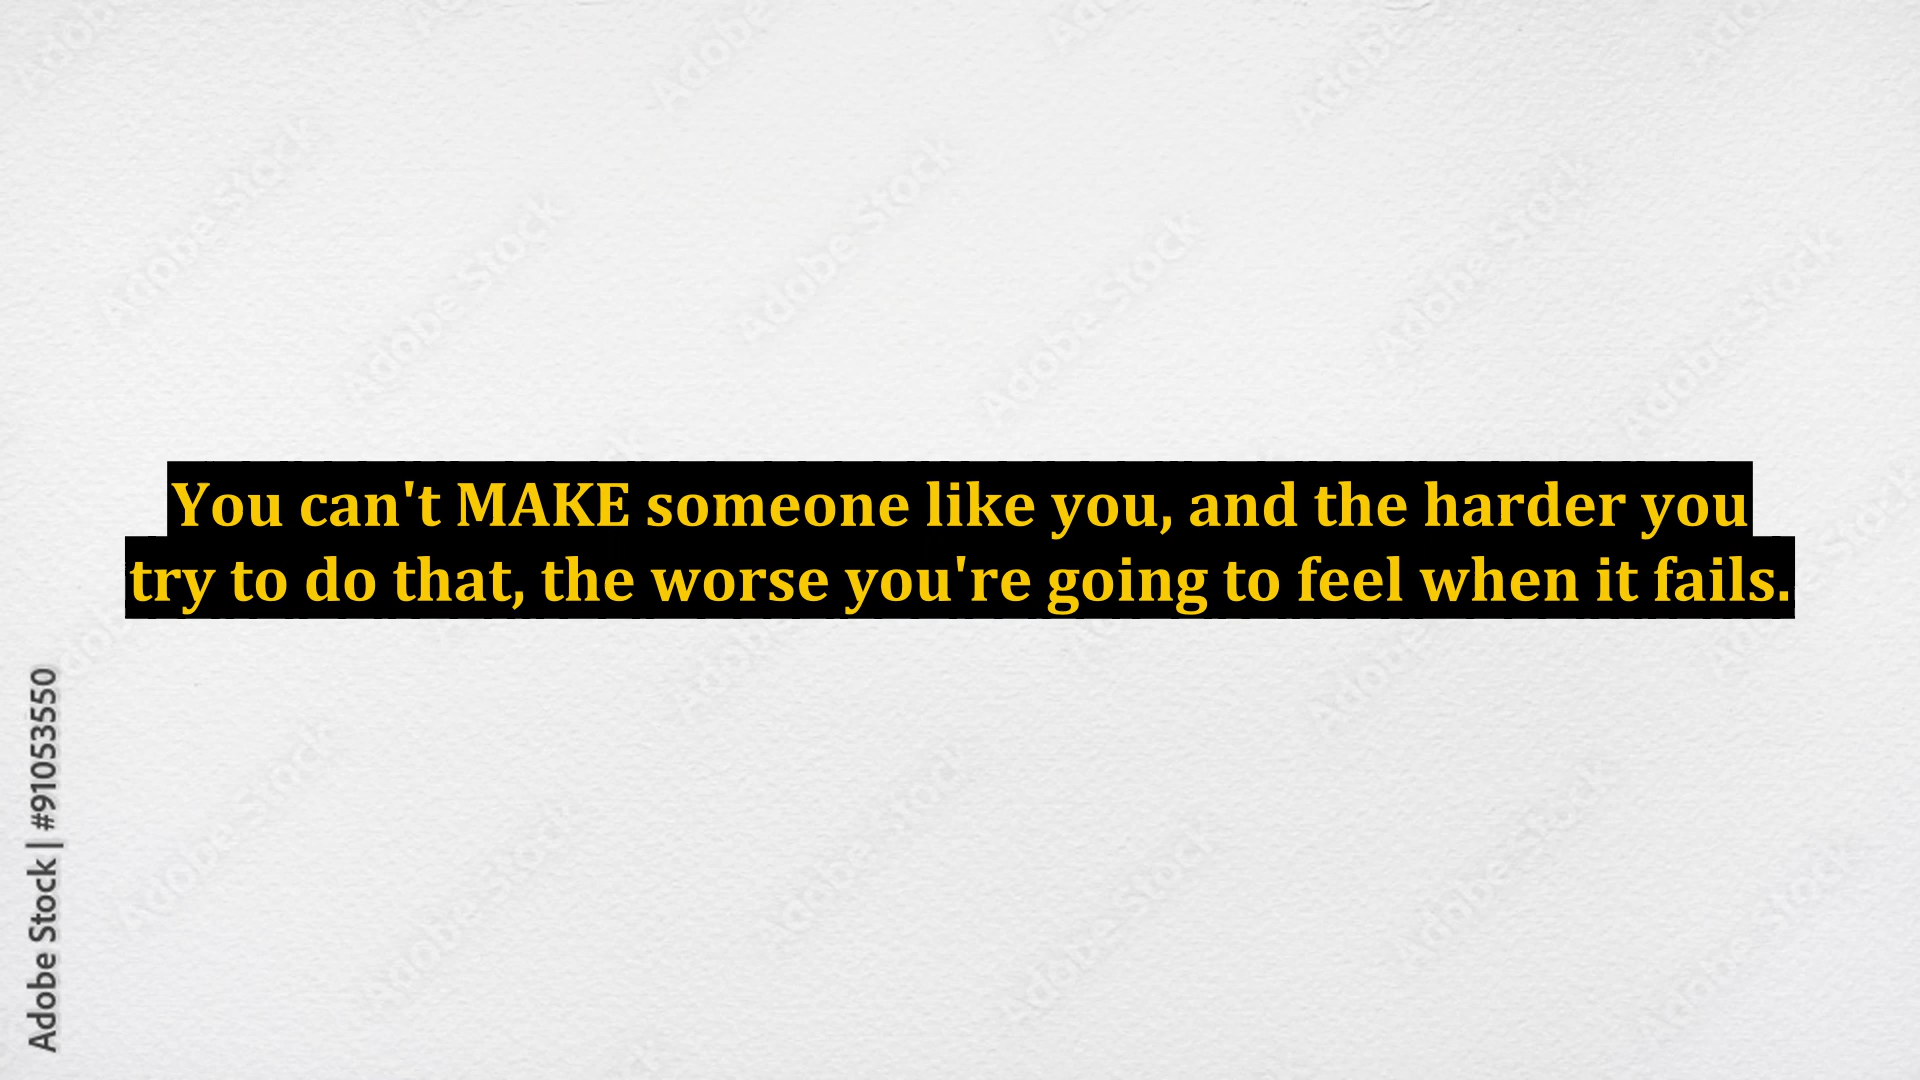 You can't MAKE someone like you, and the harder you
try to do that, the worse you're going to feel when it fails.
Adobe Stock | #910535550